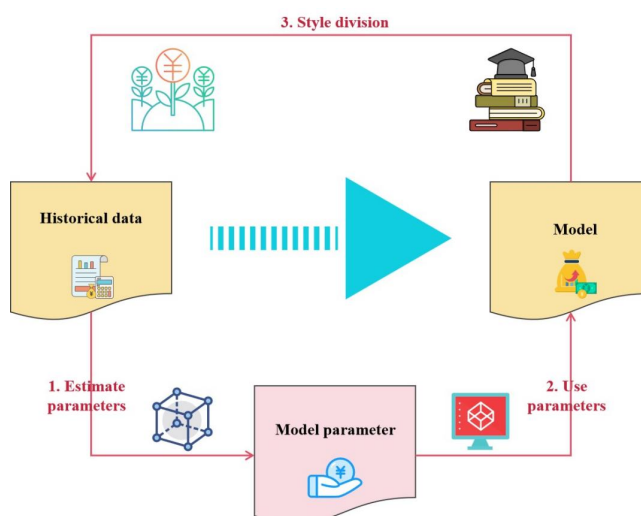 3. Style division
Historical data
Model
1. Estimate
parameters
2. Use
parameters
Model parameter
¥
¥
¥
¥